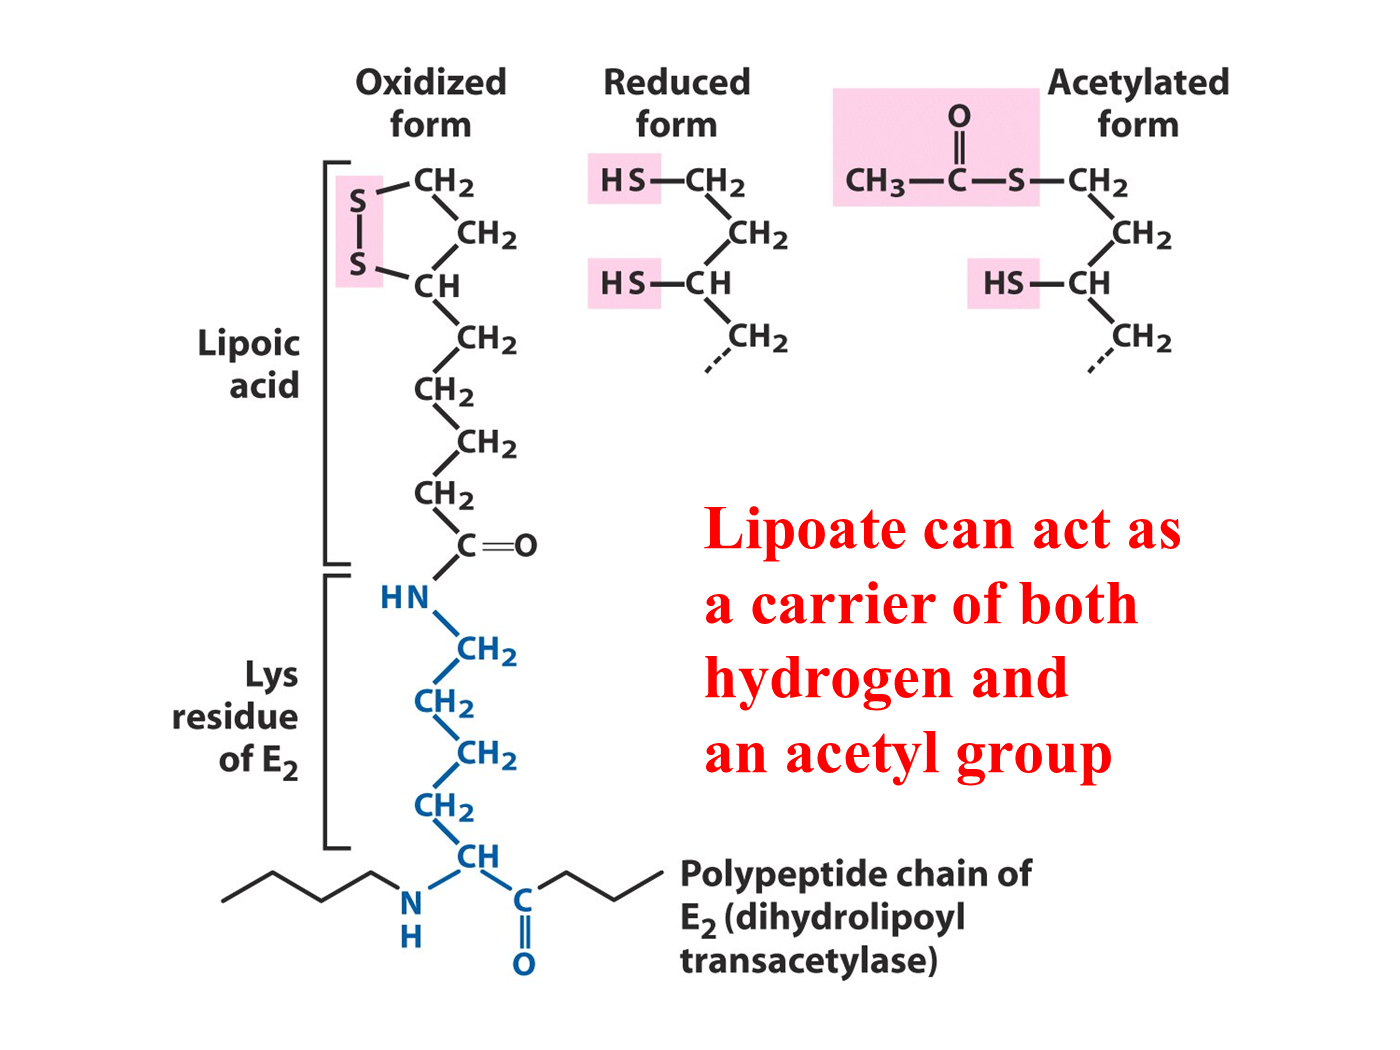 Oxidized
form
Reduced
form
Acetylated
form
O
CH₃—C—S—CH₂
HS—CH₂
S
CH₂
S
CH₂
CH₂
CH₂
CH
HS—CH
HS—CH
CH₂
CH₂
CH₂
Lipoic
acid
CH₂
CH₂
CH₂
C=O
HN
Lipoate can act as
a carrier of both
hydrogen and
an acetyl group
Lys
residue
of E₂
CH₂
CH₂
CH₂
CH₂
CH
N
H
C
O
Polypeptide chain of
E₂ (dihydrolipoyl
transacetylase)